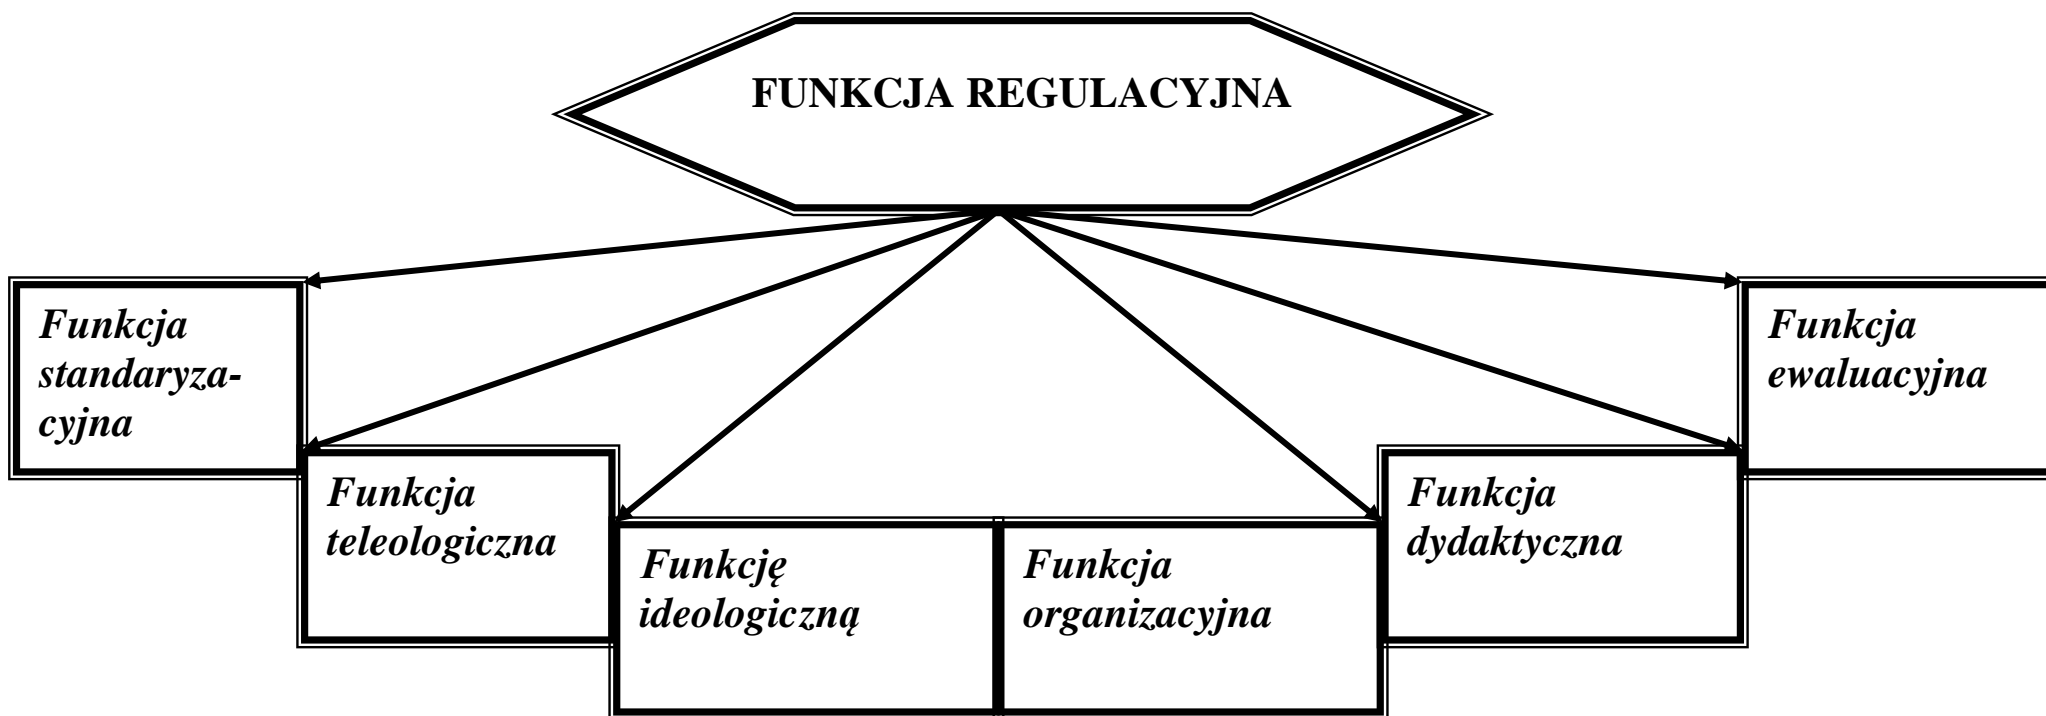 FUNKCJA REGULACYJNA
Funkcja
standaryza-
cyjna
Funkcja
teleologiczna
Funkcję
ideologiczną
Funkcja
organizacyjna
Funkcja
dydaktyczna
Funkcja
ewaluacyjna